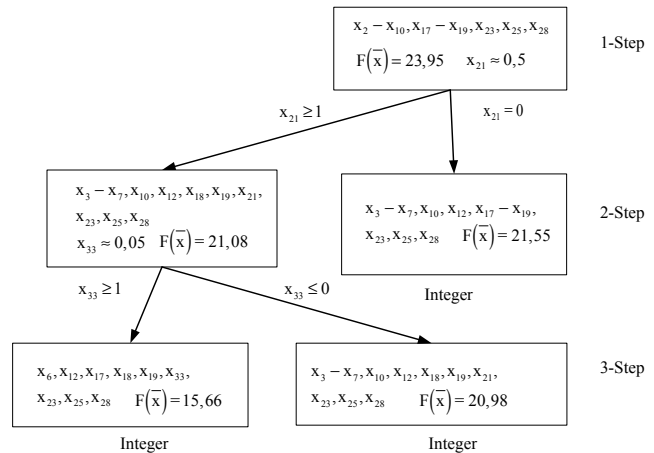 x₂ − x₁₀, x₁₇ − x₁₉, x₂₃, x₂₅, x₂₈
F(x̅) = 23,95 x₂₁ ≈ 0,5
1-Step
x₂₁ ≥ 1
x₂₁ = 0
x₃ − x₇, x₁₀, x₁₂, x₁₈, x₁₉, x₂₁,
x₂₃, x₂₅, x₂₈
x₃₃ ≈ 0,05 F(x̅) = 21,08
x₃ − x₇, x₁₀, x₁₂, x₁₇ − x₁₉,
x₂₃, x₂₅, x₂₈ F(x̅) = 21,55
2-Step
Integer
x₃₃ ≥ 1
x₃₃ ≤ 0
x₆, x₁₂, x₁₇, x₁₈, x₁₉, x₃₃,
x₂₃, x₂₅, x₂₈ F(x̅) = 15,66
x₃ − x₇, x₁₀, x₁₂, x₁₈, x₁₉, x₂₁,
x₂₃, x₂₅, x₂₈ F(x̅) = 20,98
3-Step
Integer
Integer